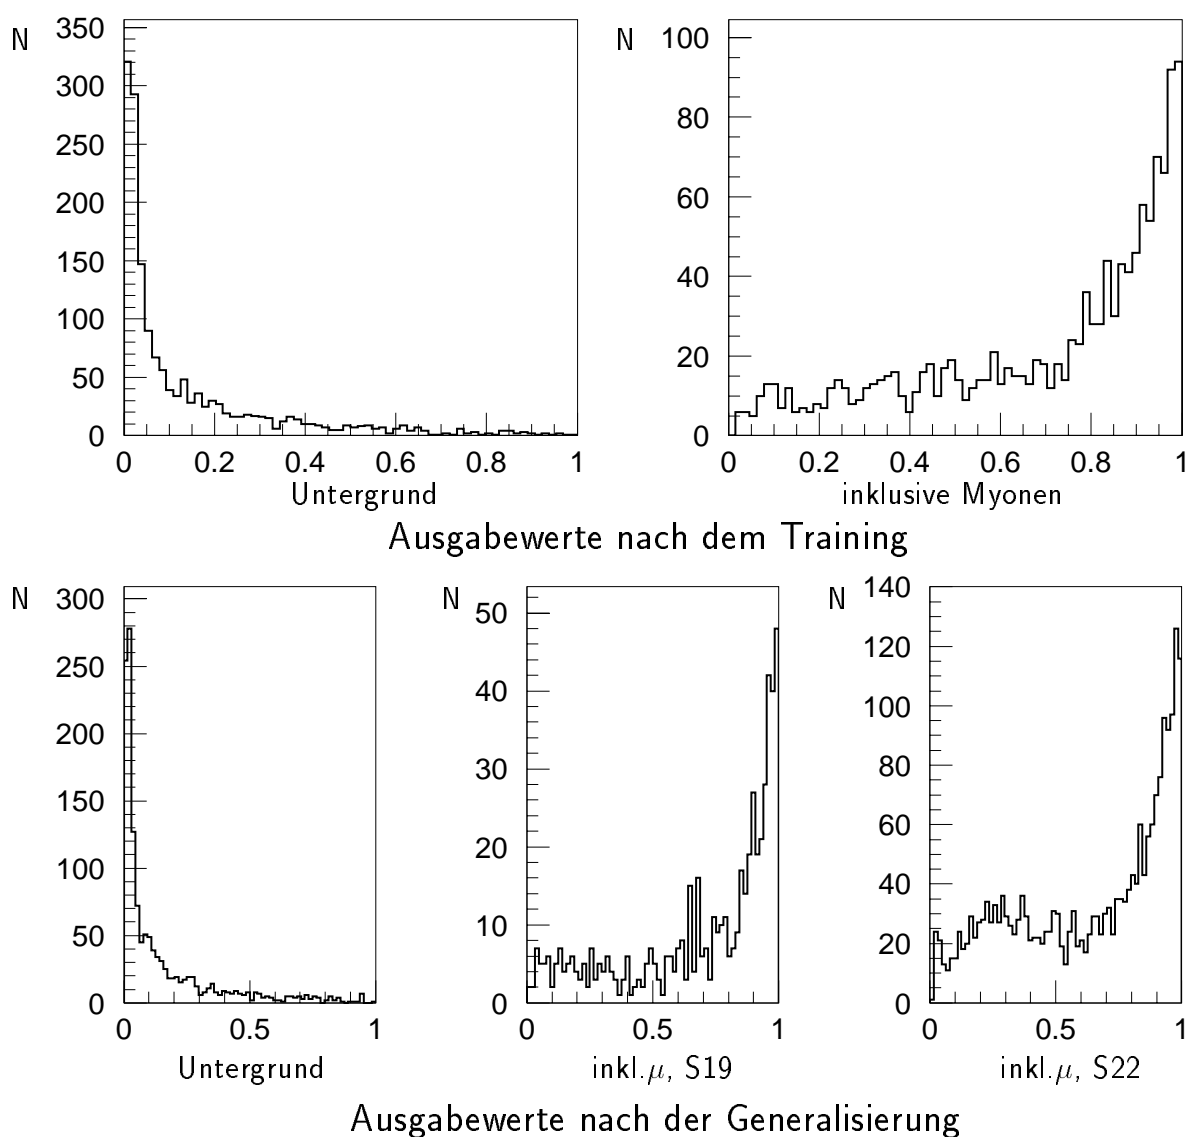 N
350
300
250
200
150
100
50
0
0 0.2 0.4 0.6 0.8 1
Untergrund
N
100
80
60
40
20
0
0 0.2 0.4 0.6 0.8 1
inklusive Myonen
Ausgabewerte nach dem Training
N
300
250
200
150
100
50
0
0 0.5 1
Untergrund
N
50
40
30
20
10
0
0 0.5 1
inkl.μ, S19
N
140
120
100
80
60
40
20
0
0 0.5 1
inkl.μ, S22
Ausgabewerte nach der Generalisierung